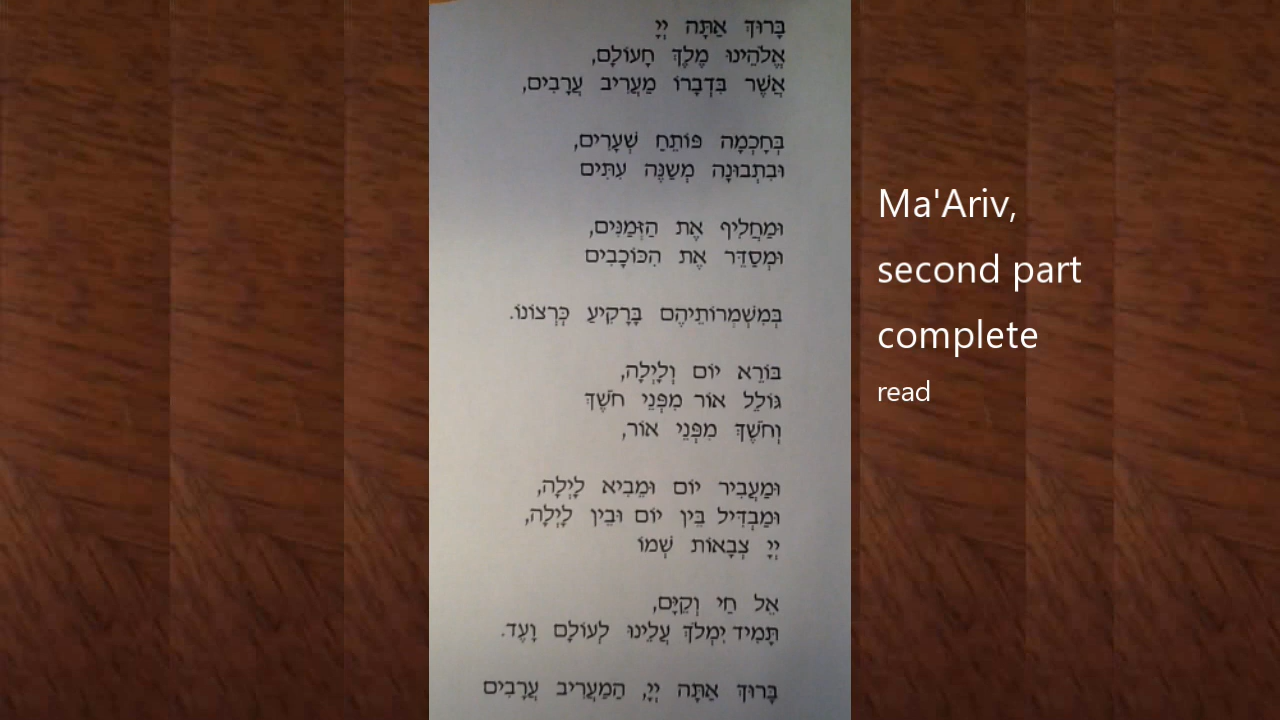 בָּרוּךְ אַתָּה יְיָ
אֱלֹהֵינוּ מֶלֶךְ חָעוֹלָם,
אֲשֶׁר בִּדְבָרוֹ מַעֲרִיב עֲרָבִים,
בְּחָכְמָה פּוֹתֵחַ שְׁעָרִים,
וּבִתְבוּנָה מְשַׁנֶּה עִתִּים
וּמַחֲלִיף אֶת הַזְּמַנִּים,
וּמְסַדֵּר אֶת הִכּוֹכָבִים
בְּמִשְׁמְרוֹתֵיהֶם בָּרָקִיעַ כִּרְצוֹנוֹ.
בּוֹרֵא יוֹם וָלָיְלָה,
גּוֹלֵל אוֹר מִפְּנֵי חֹשֶׁךְ
וְחֹשֶׁךְ מִפְּנֵי אוֹר,
וּמַעֲבִיר יוֹם וּמֵבִיא לָיְלָה,
וּמַבְדִּיל בֵּין יוֹם וּבֵין לָיְלָה,
יְיָ צְבָאוֹת שְׁמוֹ
אֵל חַי וְקַיָּם,
תָּמִיד יִמְלֹךְ עָלֵינוּ לְעוֹלָם וָעֶד.
בָּרוּךְ אַתָּה יְיָ, הַמַּעֲרִיב עֲרָבִים
Ma'Ariv,
second part
complete
read